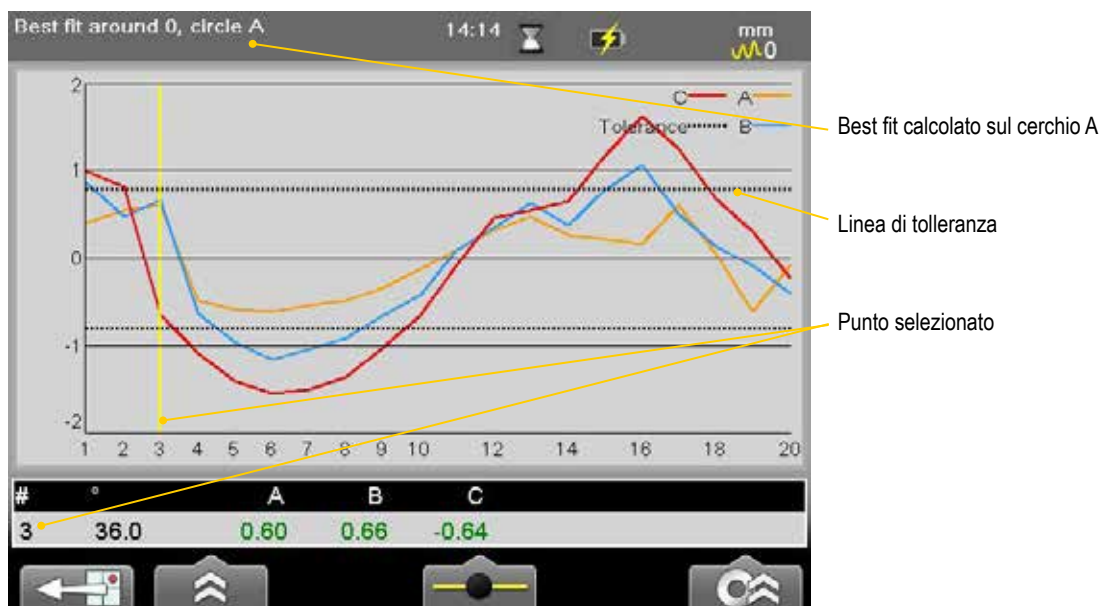 Best fit around 0, circle A
14:14
mm
0
C A
Tolerance B
2
1
0
-1
-2
1 2 3 4 5 6 7 8 9 10 12 14 16 18 20
# ° A B C
3 36.0 0.60 0.66 -0.64
Best fit calcolato sul cerchio A
Linea di tolleranza
Punto selezionato